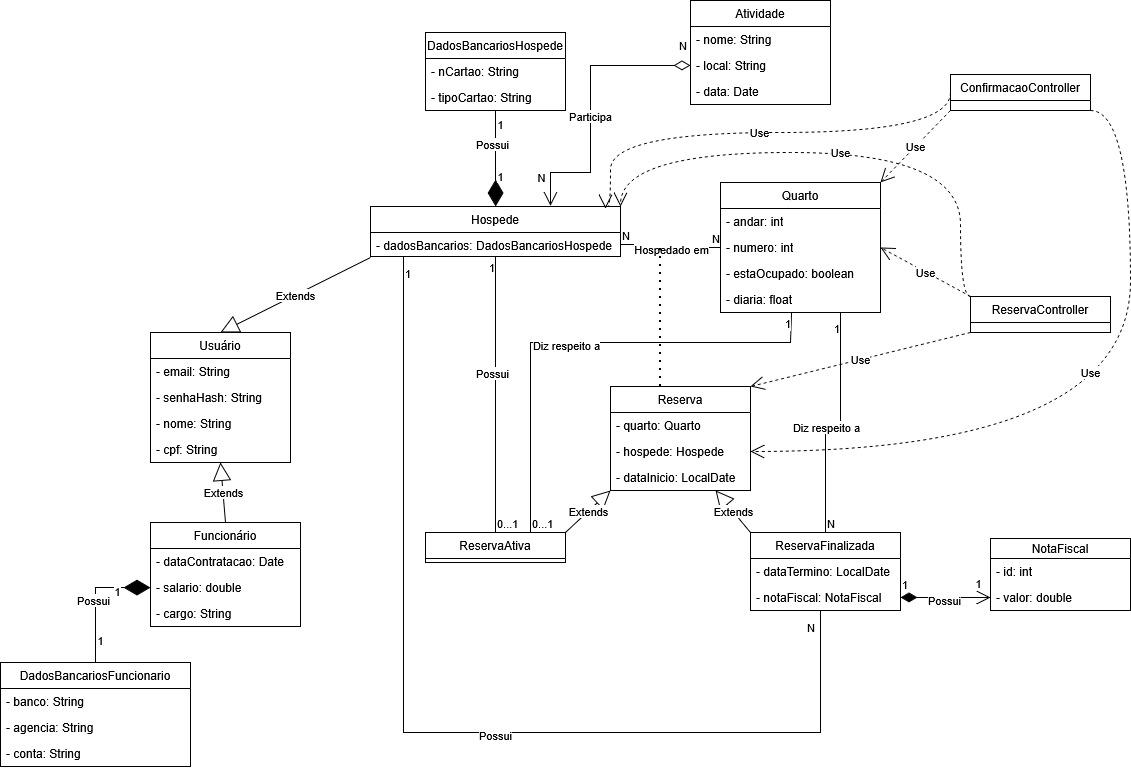 Atividade
- nome: String
- local: String
- data: Date
N
Participa
N
DadosBancariosHospede
- nCartao: String
- tipoCartao: String
1
Possui
1
ConfirmacaoController
Use
Use
Use
Use
Use
Use
Quarto
- andar: int
- numero: int
- estaOcupado: boolean
- diaria: float
Hospede
- dadosBancarios: DadosBancariosHospede
N
Hospedado em
N
ReservaController
Extends
1
1
1
1
Usuário
- email: String
- senhaHash: String
- nome: String
- cpf: String
Diz respeito a
Possui
Reserva
- quarto: Quarto
- hospede: Hospede
- dataInicio: LocalDate
Diz respeito a
Extends
Extends
Extends
0...1
0...1
N
Funcionário
- dataContratacao: Date
- salario: double
- cargo: String
ReservaAtiva
ReservaFinalizada
- dataTermino: LocalDate
- notaFiscal: NotaFiscal
1
Possui
1
NotaFiscal
- id: int
- valor: double
1
Possui
1
N
DadosBancariosFuncionario
- banco: String
- agencia: String
- conta: String
Possui